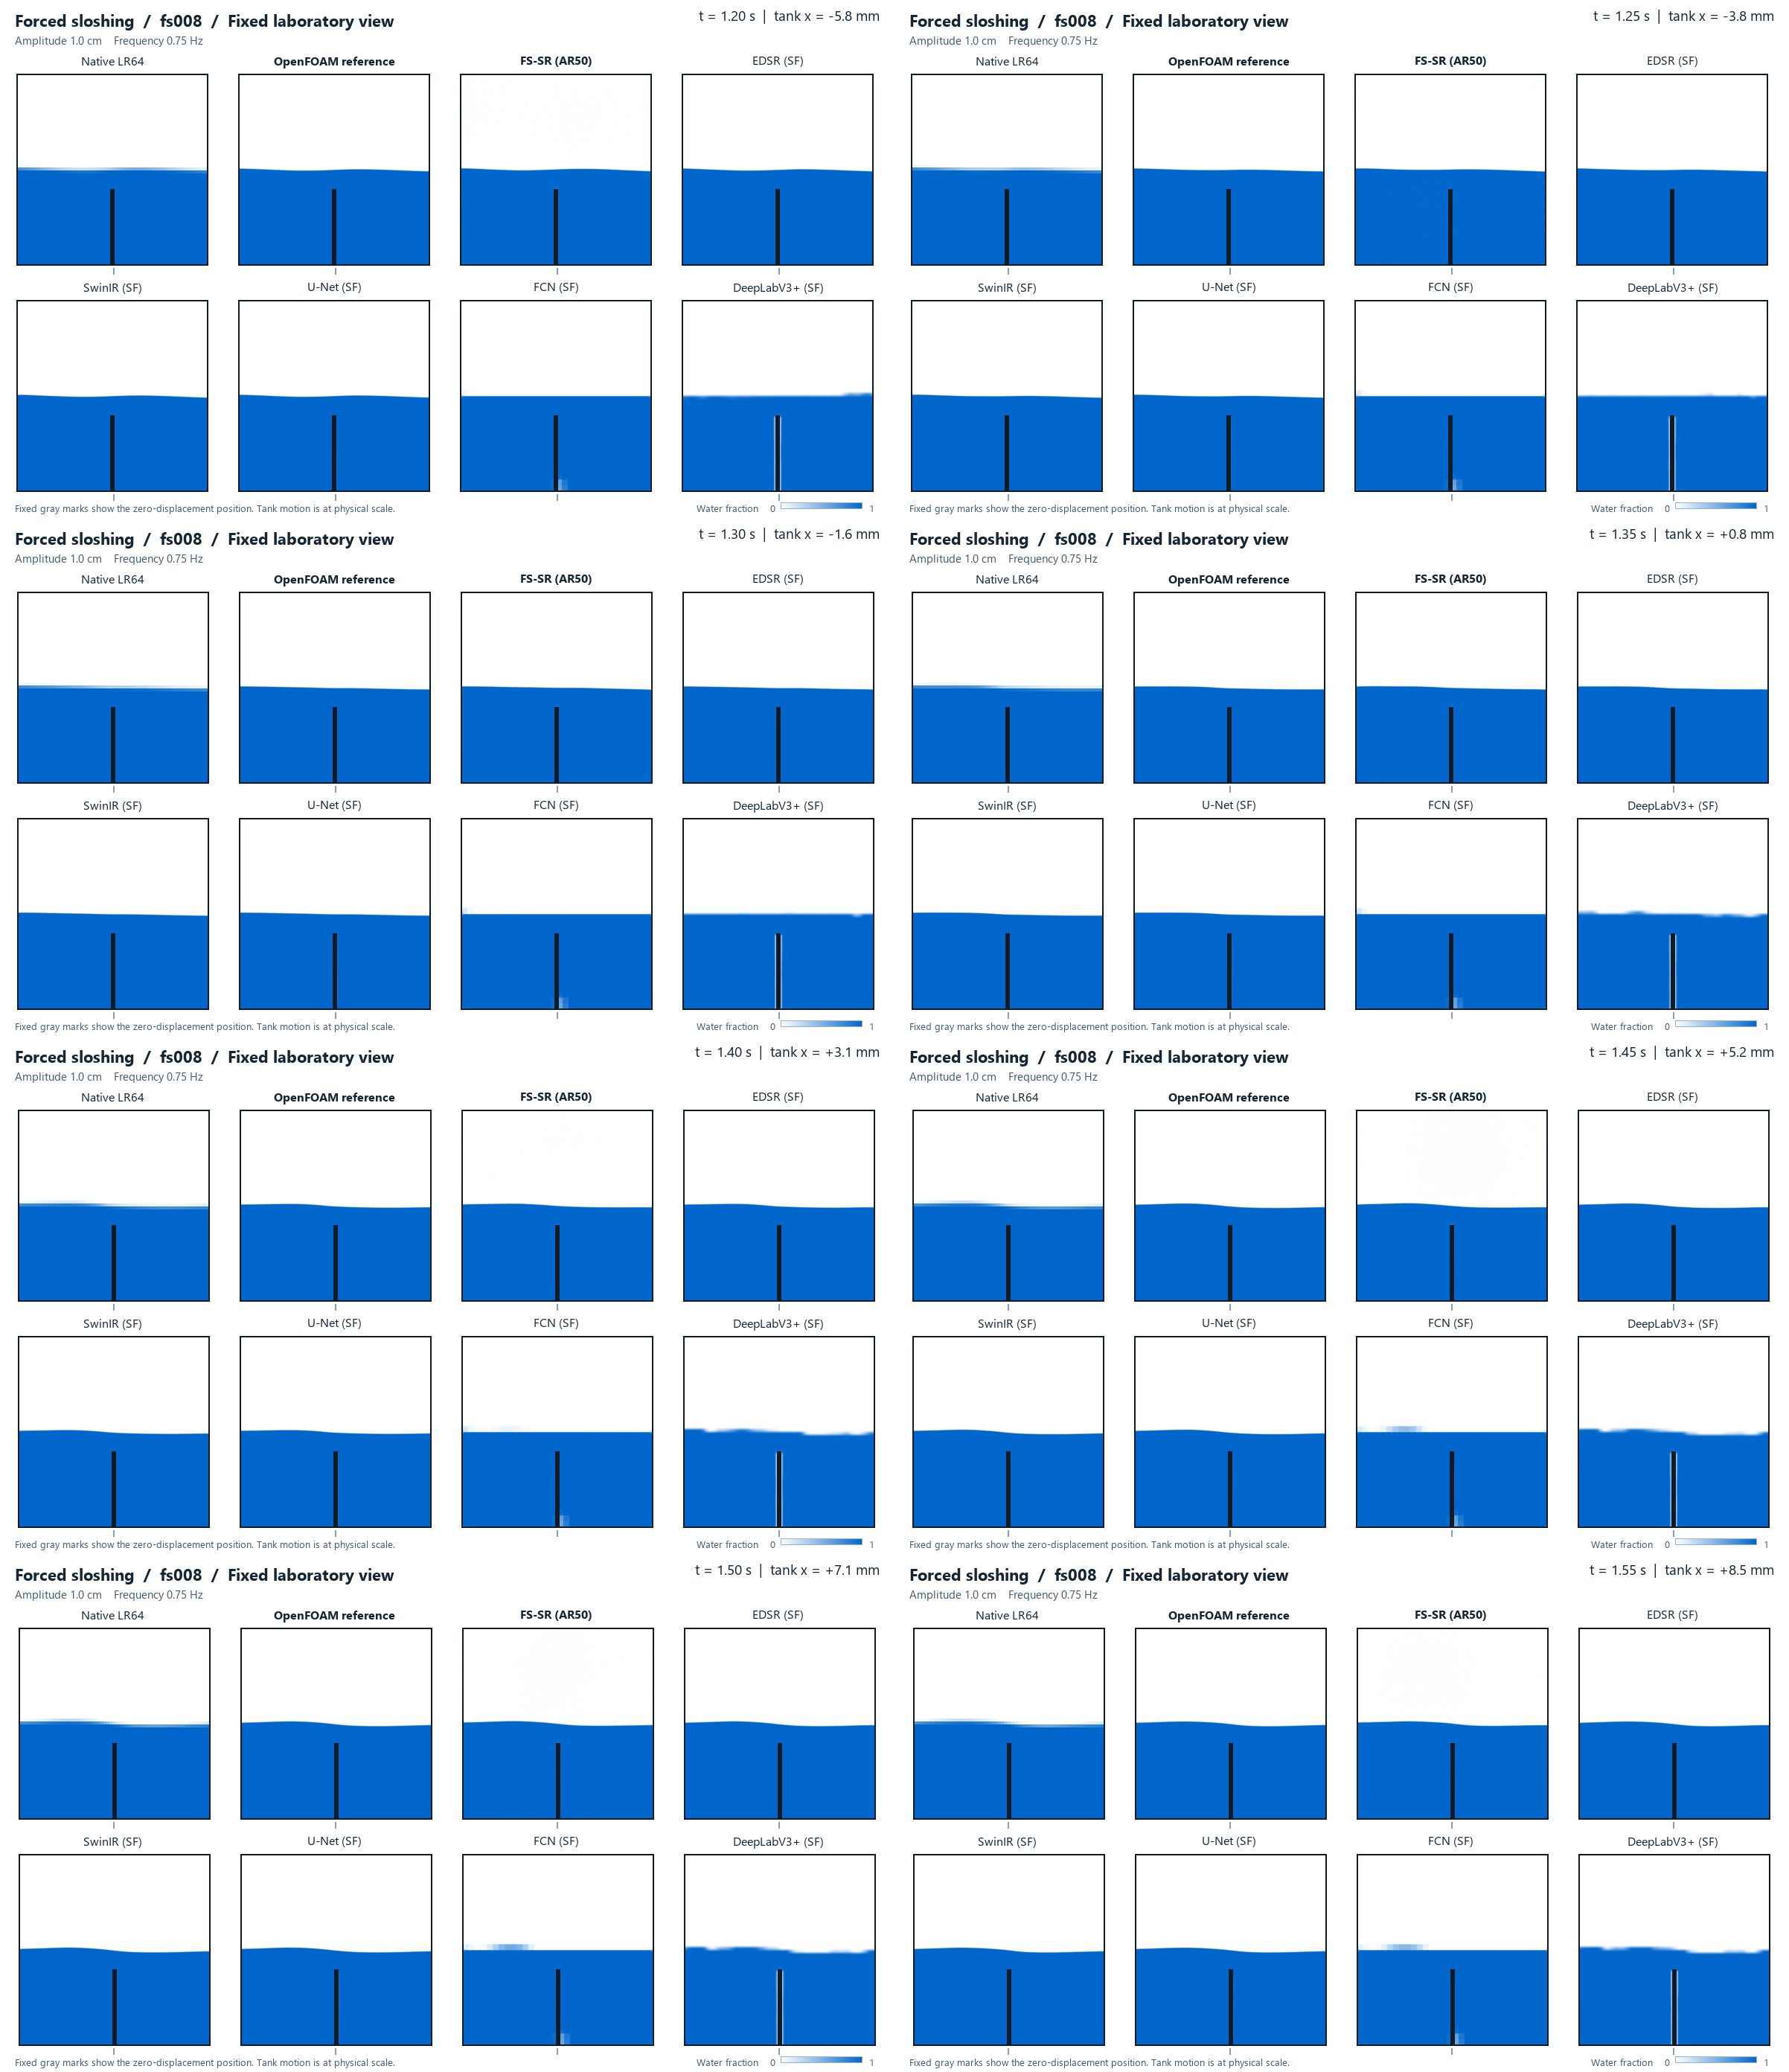 Forced sloshing / fs008 / Fixed laboratory view
t = 1.20 s | tank x = -5.8 mm
Amplitude 1.0 cm Frequency 0.75 Hz
Native LR64
OpenFOAM reference
FS-SR (AR50)
EDSR (SF)
SwinIR (SF)
U-Net (SF)
FCN (SF)
DeepLabV3+ (SF)
Fixed gray marks show the zero-displacement position. Tank motion is at physical scale.
Water fraction 0 1
Forced sloshing / fs008 / Fixed laboratory view
t = 1.25 s | tank x = -3.8 mm
Amplitude 1.0 cm Frequency 0.75 Hz
Native LR64
OpenFOAM reference
FS-SR (AR50)
EDSR (SF)
SwinIR (SF)
U-Net (SF)
FCN (SF)
DeepLabV3+ (SF)
Fixed gray marks show the zero-displacement position. Tank motion is at physical scale.
Water fraction 0 1
Forced sloshing / fs008 / Fixed laboratory view
t = 1.30 s | tank x = -1.6 mm
Amplitude 1.0 cm Frequency 0.75 Hz
Native LR64
OpenFOAM reference
FS-SR (AR50)
EDSR (SF)
SwinIR (SF)
U-Net (SF)
FCN (SF)
DeepLabV3+ (SF)
Fixed gray marks show the zero-displacement position. Tank motion is at physical scale.
Water fraction 0 1
Forced sloshing / fs008 / Fixed laboratory view
t = 1.35 s | tank x = +0.8 mm
Amplitude 1.0 cm Frequency 0.75 Hz
Native LR64
OpenFOAM reference
FS-SR (AR50)
EDSR (SF)
SwinIR (SF)
U-Net (SF)
FCN (SF)
DeepLabV3+ (SF)
Fixed gray marks show the zero-displacement position. Tank motion is at physical scale.
Water fraction 0 1
Forced sloshing / fs008 / Fixed laboratory view
t = 1.40 s | tank x = +3.1 mm
Amplitude 1.0 cm Frequency 0.75 Hz
Native LR64
OpenFOAM reference
FS-SR (AR50)
EDSR (SF)
SwinIR (SF)
U-Net (SF)
FCN (SF)
DeepLabV3+ (SF)
Fixed gray marks show the zero-displacement position. Tank motion is at physical scale.
Water fraction 0 1
Forced sloshing / fs008 / Fixed laboratory view
t = 1.45 s | tank x = +5.2 mm
Amplitude 1.0 cm Frequency 0.75 Hz
Native LR64
OpenFOAM reference
FS-SR (AR50)
EDSR (SF)
SwinIR (SF)
U-Net (SF)
FCN (SF)
DeepLabV3+ (SF)
Fixed gray marks show the zero-displacement position. Tank motion is at physical scale.
Water fraction 0 1
Forced sloshing / fs008 / Fixed laboratory view
t = 1.50 s | tank x = +7.1 mm
Amplitude 1.0 cm Frequency 0.75 Hz
Native LR64
OpenFOAM reference
FS-SR (AR50)
EDSR (SF)
SwinIR (SF)
U-Net (SF)
FCN (SF)
DeepLabV3+ (SF)
Fixed gray marks show the zero-displacement position. Tank motion is at physical scale.
Water fraction 0 1
Forced sloshing / fs008 / Fixed laboratory view
t = 1.55 s | tank x = +8.5 mm
Amplitude 1.0 cm Frequency 0.75 Hz
Native LR64
OpenFOAM reference
FS-SR (AR50)
EDSR (SF)
SwinIR (SF)
U-Net (SF)
FCN (SF)
DeepLabV3+ (SF)
Fixed gray marks show the zero-displacement position. Tank motion is at physical scale.
Water fraction 0 1